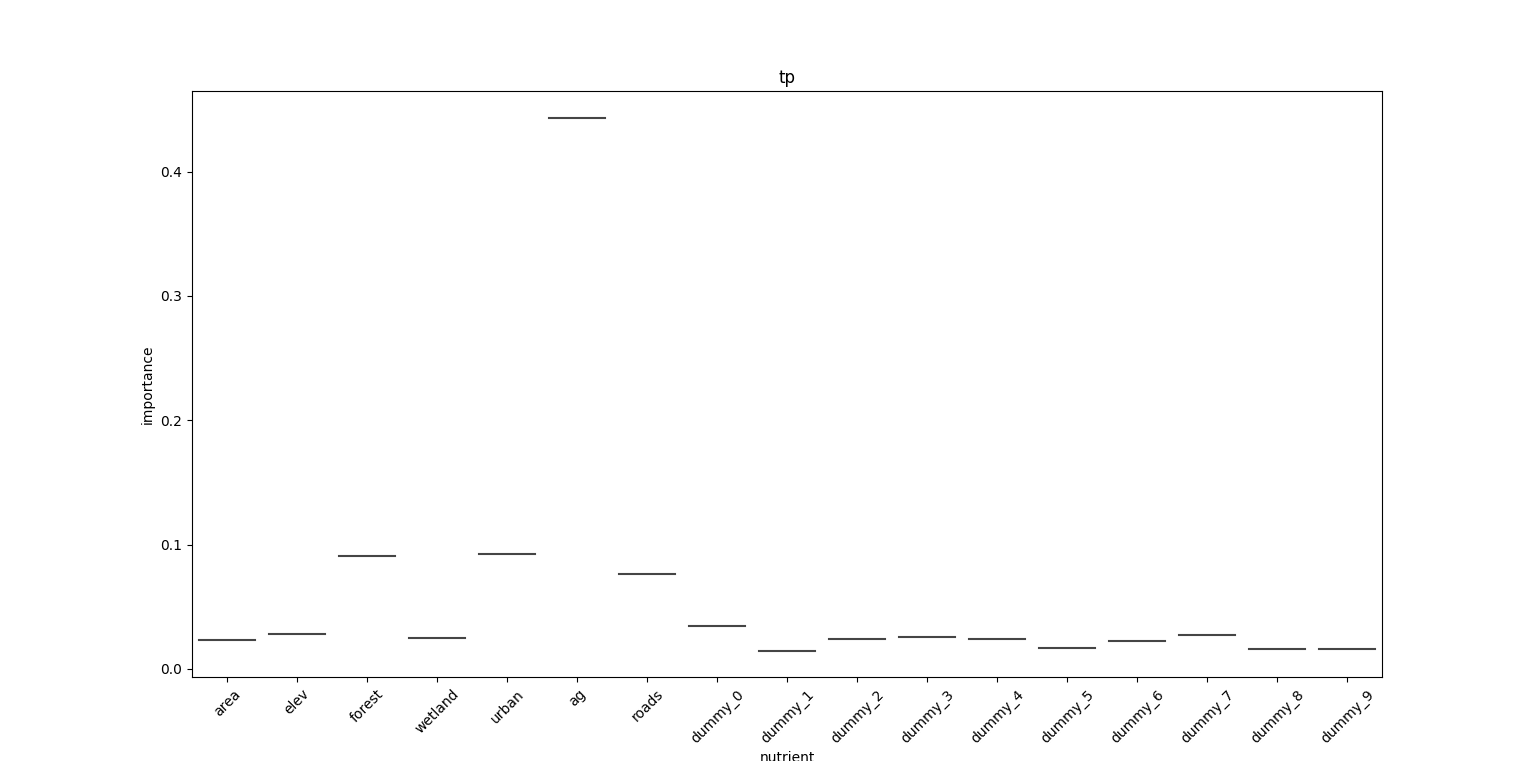 tp
importance
0.4
0.3
0.2
0.1
0.0
area
elev
forest
wetland
urban
ag
roads
dummy_0
dummy_1
dummy_2
dummy_3
dummy_4
dummy_5
dummy_6
dummy_7
dummy_8
dummy_9
nutrient